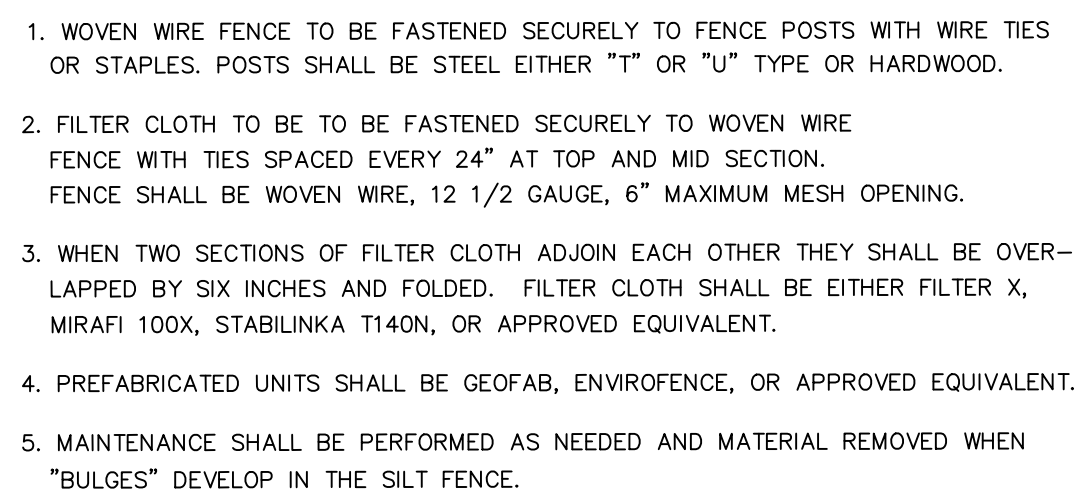 1. WOVEN WIRE FENCE TO BE FASTENED SECURELY TO FENCE POSTS WITH WIRE TIES
OR STAPLES. POSTS SHALL BE STEEL EITHER "T" OR "U" TYPE OR HARDWOOD.
2. FILTER CLOTH TO BE TO BE FASTENED SECURELY TO WOVEN WIRE
FENCE WITH TIES SPACED EVERY 24" AT TOP AND MID SECTION.
FENCE SHALL BE WOVEN WIRE, 12 1/2 GAUGE, 6" MAXIMUM MESH OPENING.
3. WHEN TWO SECTIONS OF FILTER CLOTH ADJOIN EACH OTHER THEY SHALL BE OVER-
LAPPED BY SIX INCHES AND FOLDED. FILTER CLOTH SHALL BE EITHER FILTER X,
MIRAFI 100X, STABILINKA T140N, OR APPROVED EQUIVALENT.
4. PREFABRICATED UNITS SHALL BE GEOFAB, ENVIROFENCE, OR APPROVED EQUIVALENT.
5. MAINTENANCE SHALL BE PERFORMED AS NEEDED AND MATERIAL REMOVED WHEN
"BULGES" DEVELOP IN THE SILT FENCE.